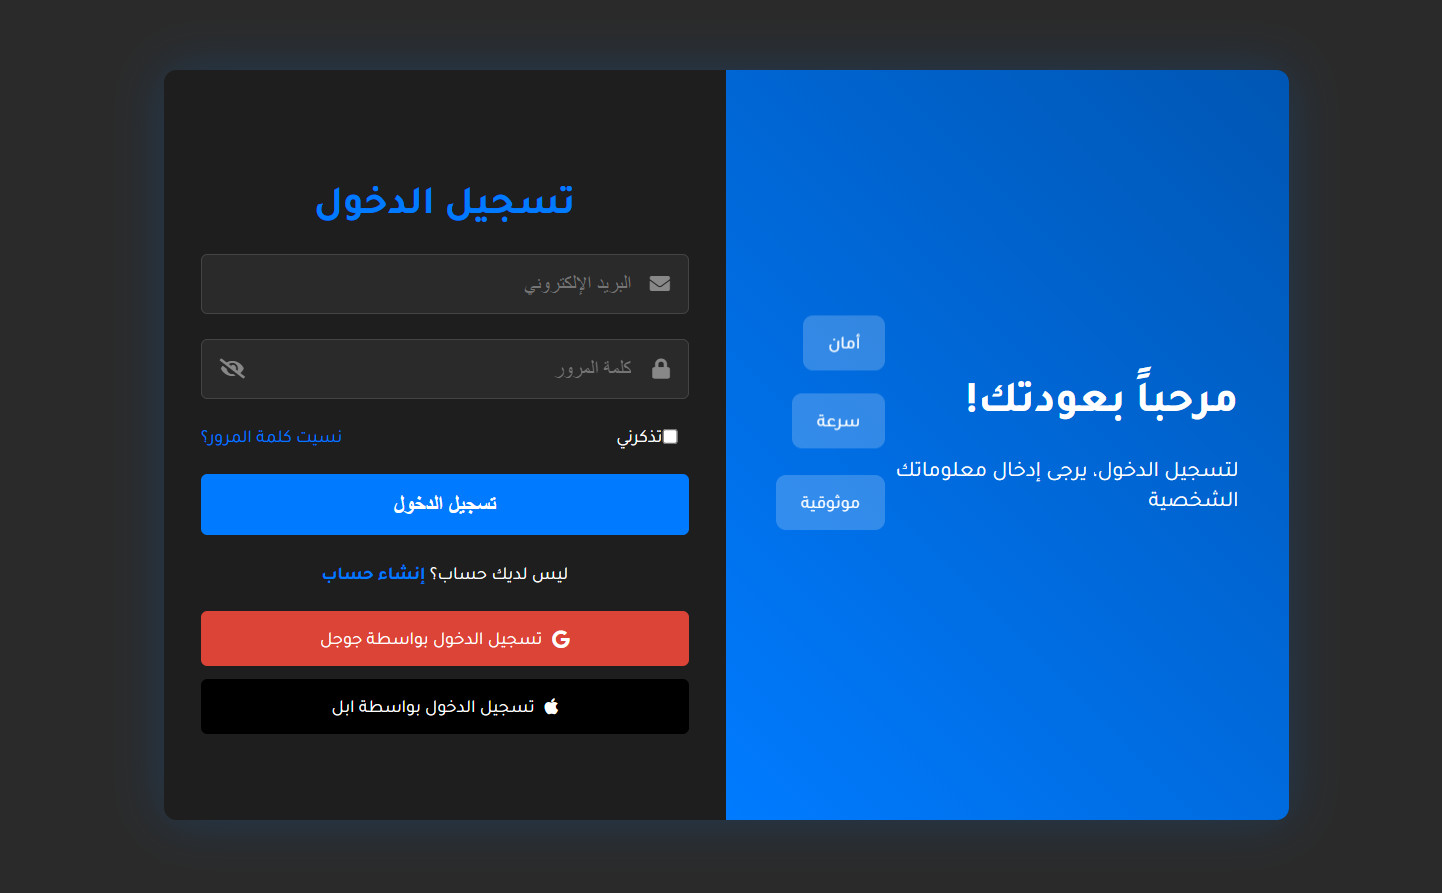 مرحباً بعودتك!
لتسجيل الدخول، يرجى إدخال معلوماتك
الشخصية
أمان
سرعة
موثوقية
تسجيل الدخول
البريد الإلكتروني
كلمة المرور
تذكرني
نسيت كلمة المرور؟
تسجيل الدخول
ليس لديك حساب؟ إنشاء حساب
تسجيل الدخول بواسطة جوجل
تسجيل الدخول بواسطة ابل